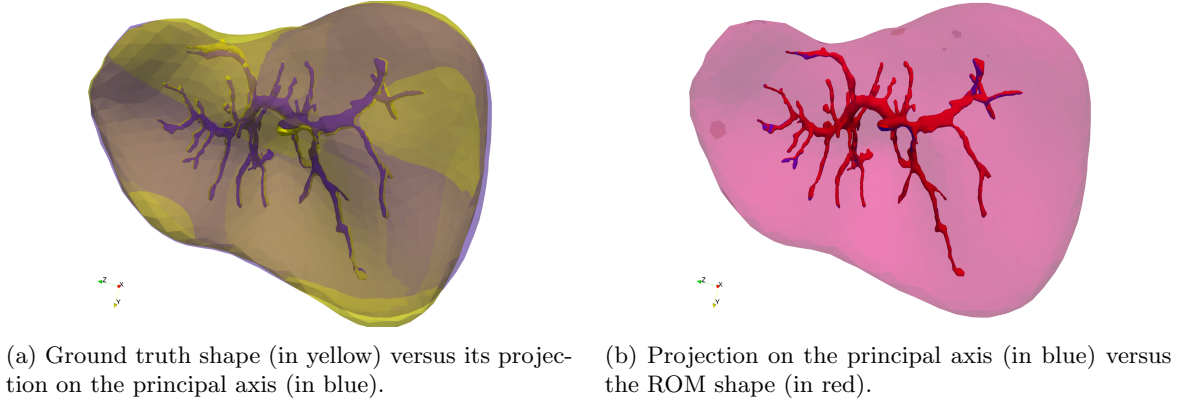 Z X
Y
Z X
Y
(a) Ground truth shape (in yellow) versus its projec-
tion on the principal axis (in blue).
(b) Projection on the principal axis (in blue) versus
the ROM shape (in red).